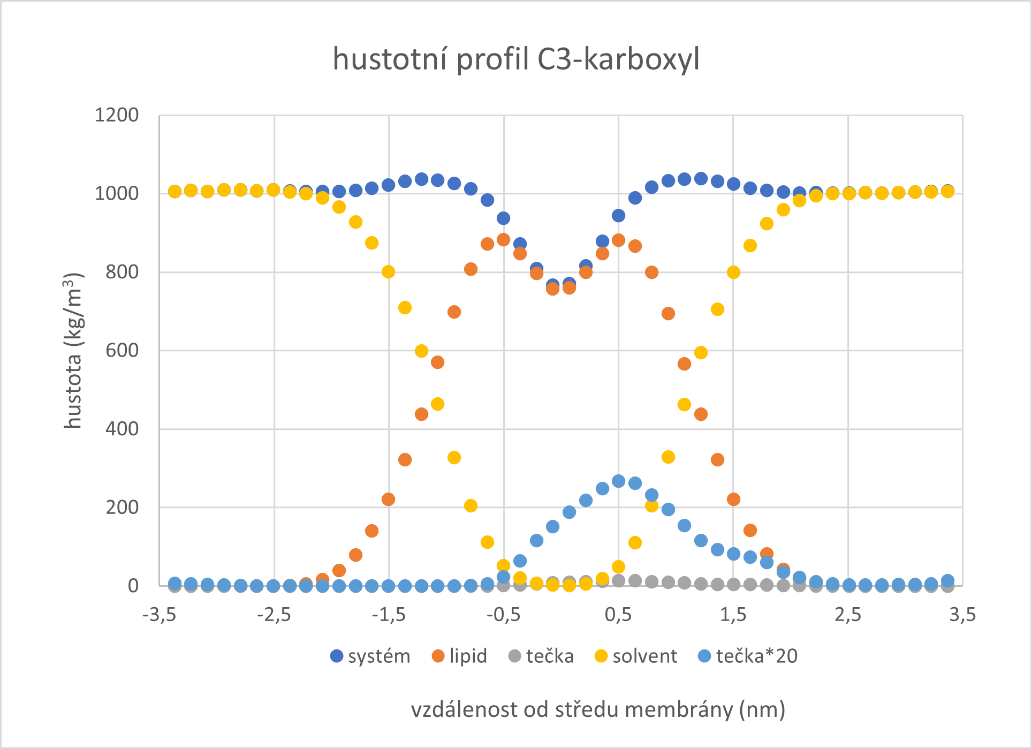 hustotní profil C3-karboxyl
hustota (kg/m³)
1200
1000
800
600
400
200
0
-3,5 -2,5 -1,5 -0,5 0,5 1,5 2,5 3,5
systém lipid tečka solvent tečka*20
vzdálenost od středu membrány (nm)